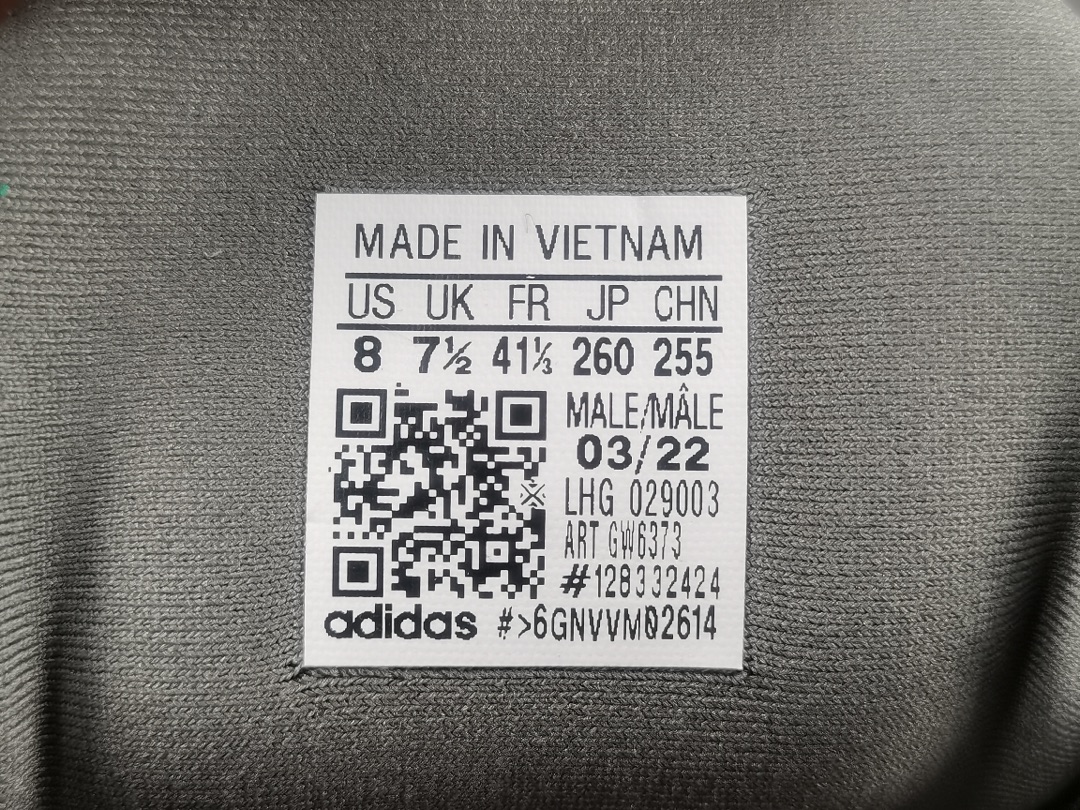 MADE IN VIETNAM
US UK FR JP CHN
8 7½ 41⅓ 260 255
MALE/MÂLE
03/22
LHG 029003
ART GW6373
#128332424
adidas #>6GNVVM02614